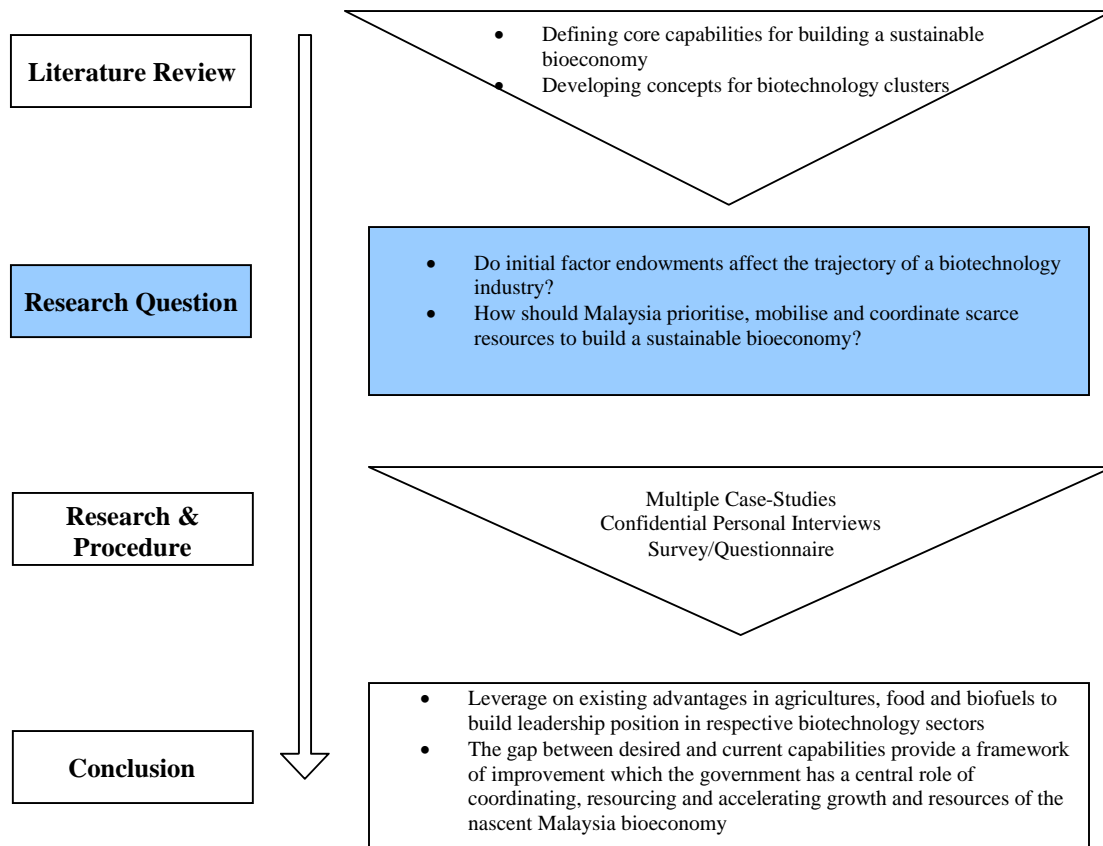 Literature Review
• Defining core capabilities for building a sustainable
bioeconomy
• Developing concepts for biotechnology clusters
Research Question
• Do initial factor endowments affect the trajectory of a biotechnology
industry?
• How should Malaysia prioritise, mobilise and coordinate scarce
resources to build a sustainable bioeconomy?
Research &
Procedure
Multiple Case-Studies
Confidential Personal Interviews
Survey/Questionnaire
Conclusion
• Leverage on existing advantages in agricultures, food and biofuels to
build leadership position in respective biotechnology sectors
• The gap between desired and current capabilities provide a framework
of improvement which the government has a central role of
coordinating, resourcing and accelerating growth and resources of the
nascent Malaysia bioeconomy